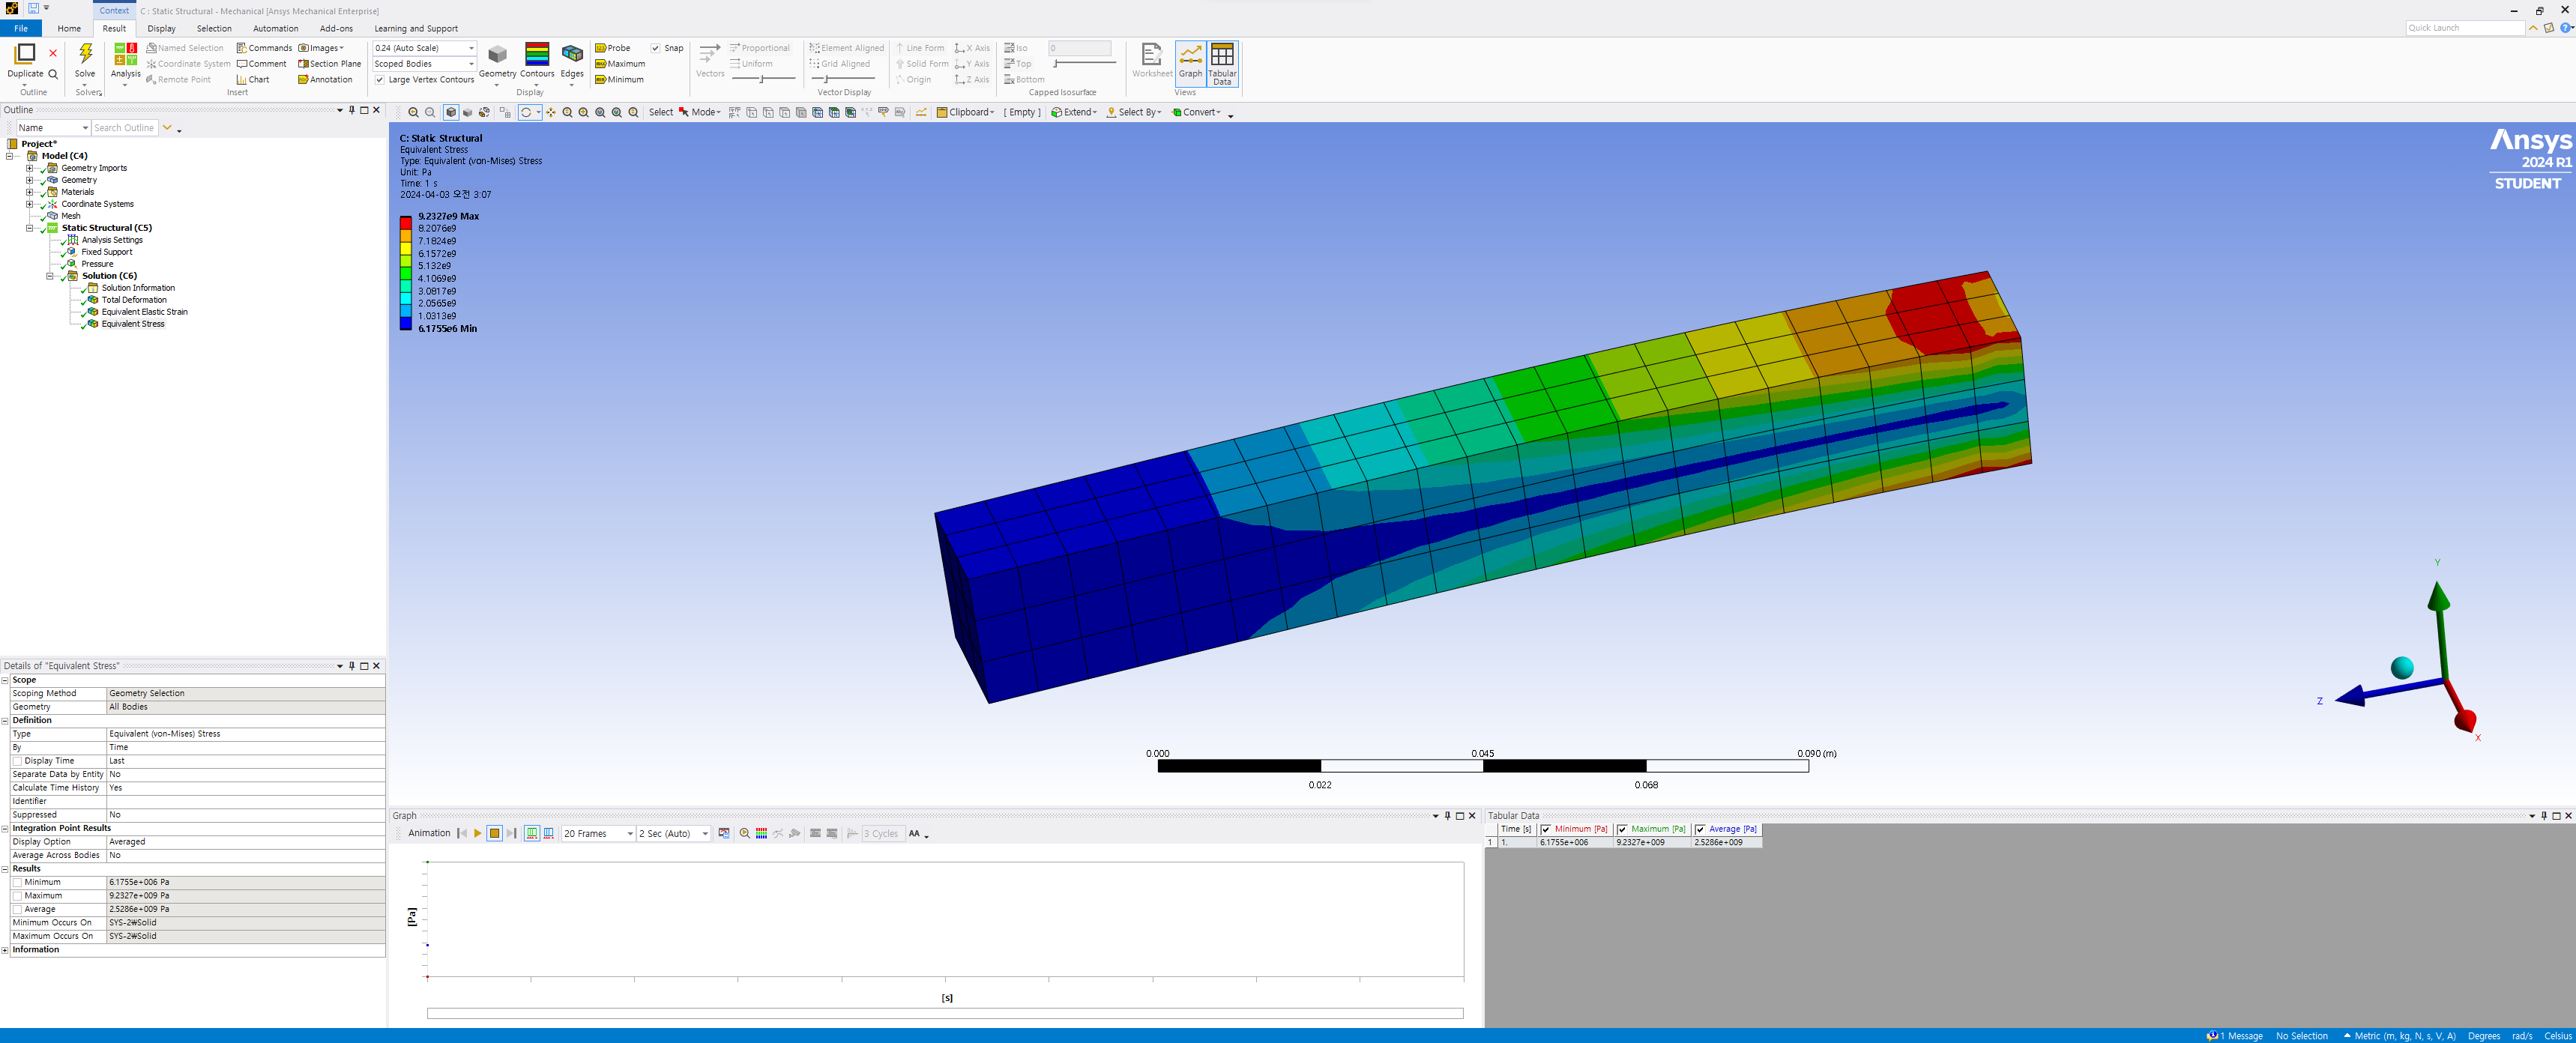 Context
C : Static Structural - Mechanical [Ansys Mechanical Enterprise]
File Home Result Display Selection Automation Add-ons Learning and Support
Quick Launch
Duplicate
Outline
Solve
Solver
Analysis
Named Selection
Coordinate System
Remote Point
Commands
Comment
Chart
Images
Section Plane
Annotation
Insert
0.24 (Auto Scale)
Scoped Bodies
Large Vertex Contours
Geometry
Contours
Edges
Display
Probe
Maximum
Minimum
Snap
Vectors
Proportional
Uniform
Element Aligned
Grid Aligned
Line Form
Solid Form
Origin
X Axis
Y Axis
Z Axis
Vector Display
Iso
Top
Bottom
0
Capped Isosurface
Worksheet
Graph
Tabular
Data
Views
Outline
Name
Search Outline
Select Mode Clipboard [ Empty ] Extend Select By Convert
Project*
Model (C4)
Geometry Imports
Geometry
Materials
Coordinate Systems
Mesh
Static Structural (C5)
Analysis Settings
Fixed Support
Pressure
Solution (C6)
Solution Information
Total Deformation
Equivalent Elastic Strain
Equivalent Stress
C: Static Structural
Equivalent Stress
Type: Equivalent (von-Mises) Stress
Unit: Pa
Time: 1 s
2024-04-03 오전 3:07
9.2327e9 Max
8.2076e9
7.1824e9
6.1572e9
5.132e9
4.1069e9
3.0817e9
2.0565e9
1.0313e9
6.1755e6 Min
Ansys
2024 R1
STUDENT
Y
Z
X
0.000 0.045 0.090 (m)
0.022 0.068
Details of "Equivalent Stress"
Scope
Scoping Method Geometry Selection
Geometry All Bodies
Definition
Type Equivalent (von-Mises) Stress
By Time
Display Time Last
Separate Data by Entity No
Calculate Time History Yes
Identifier
Suppressed No
Integration Point Results
Display Option Averaged
Average Across Bodies No
Results
Minimum 6.1755e+006 Pa
Maximum 9.2327e+009 Pa
Average 2.5286e+009 Pa
Minimum Occurs On SYS-2₩Solid
Maximum Occurs On SYS-2₩Solid
Information
Graph
Animation 20 Frames 2 Sec (Auto) 3 Cycles AA
[Pa]
[s]
Tabular Data
Time [s] Minimum [Pa] Maximum [Pa] Average [Pa]
1 1. 6.1755e+006 9.2327e+009 2.5286e+009
1 Message No Selection Metric (m, kg, N, s, V, A) Degrees rad/s Celsius